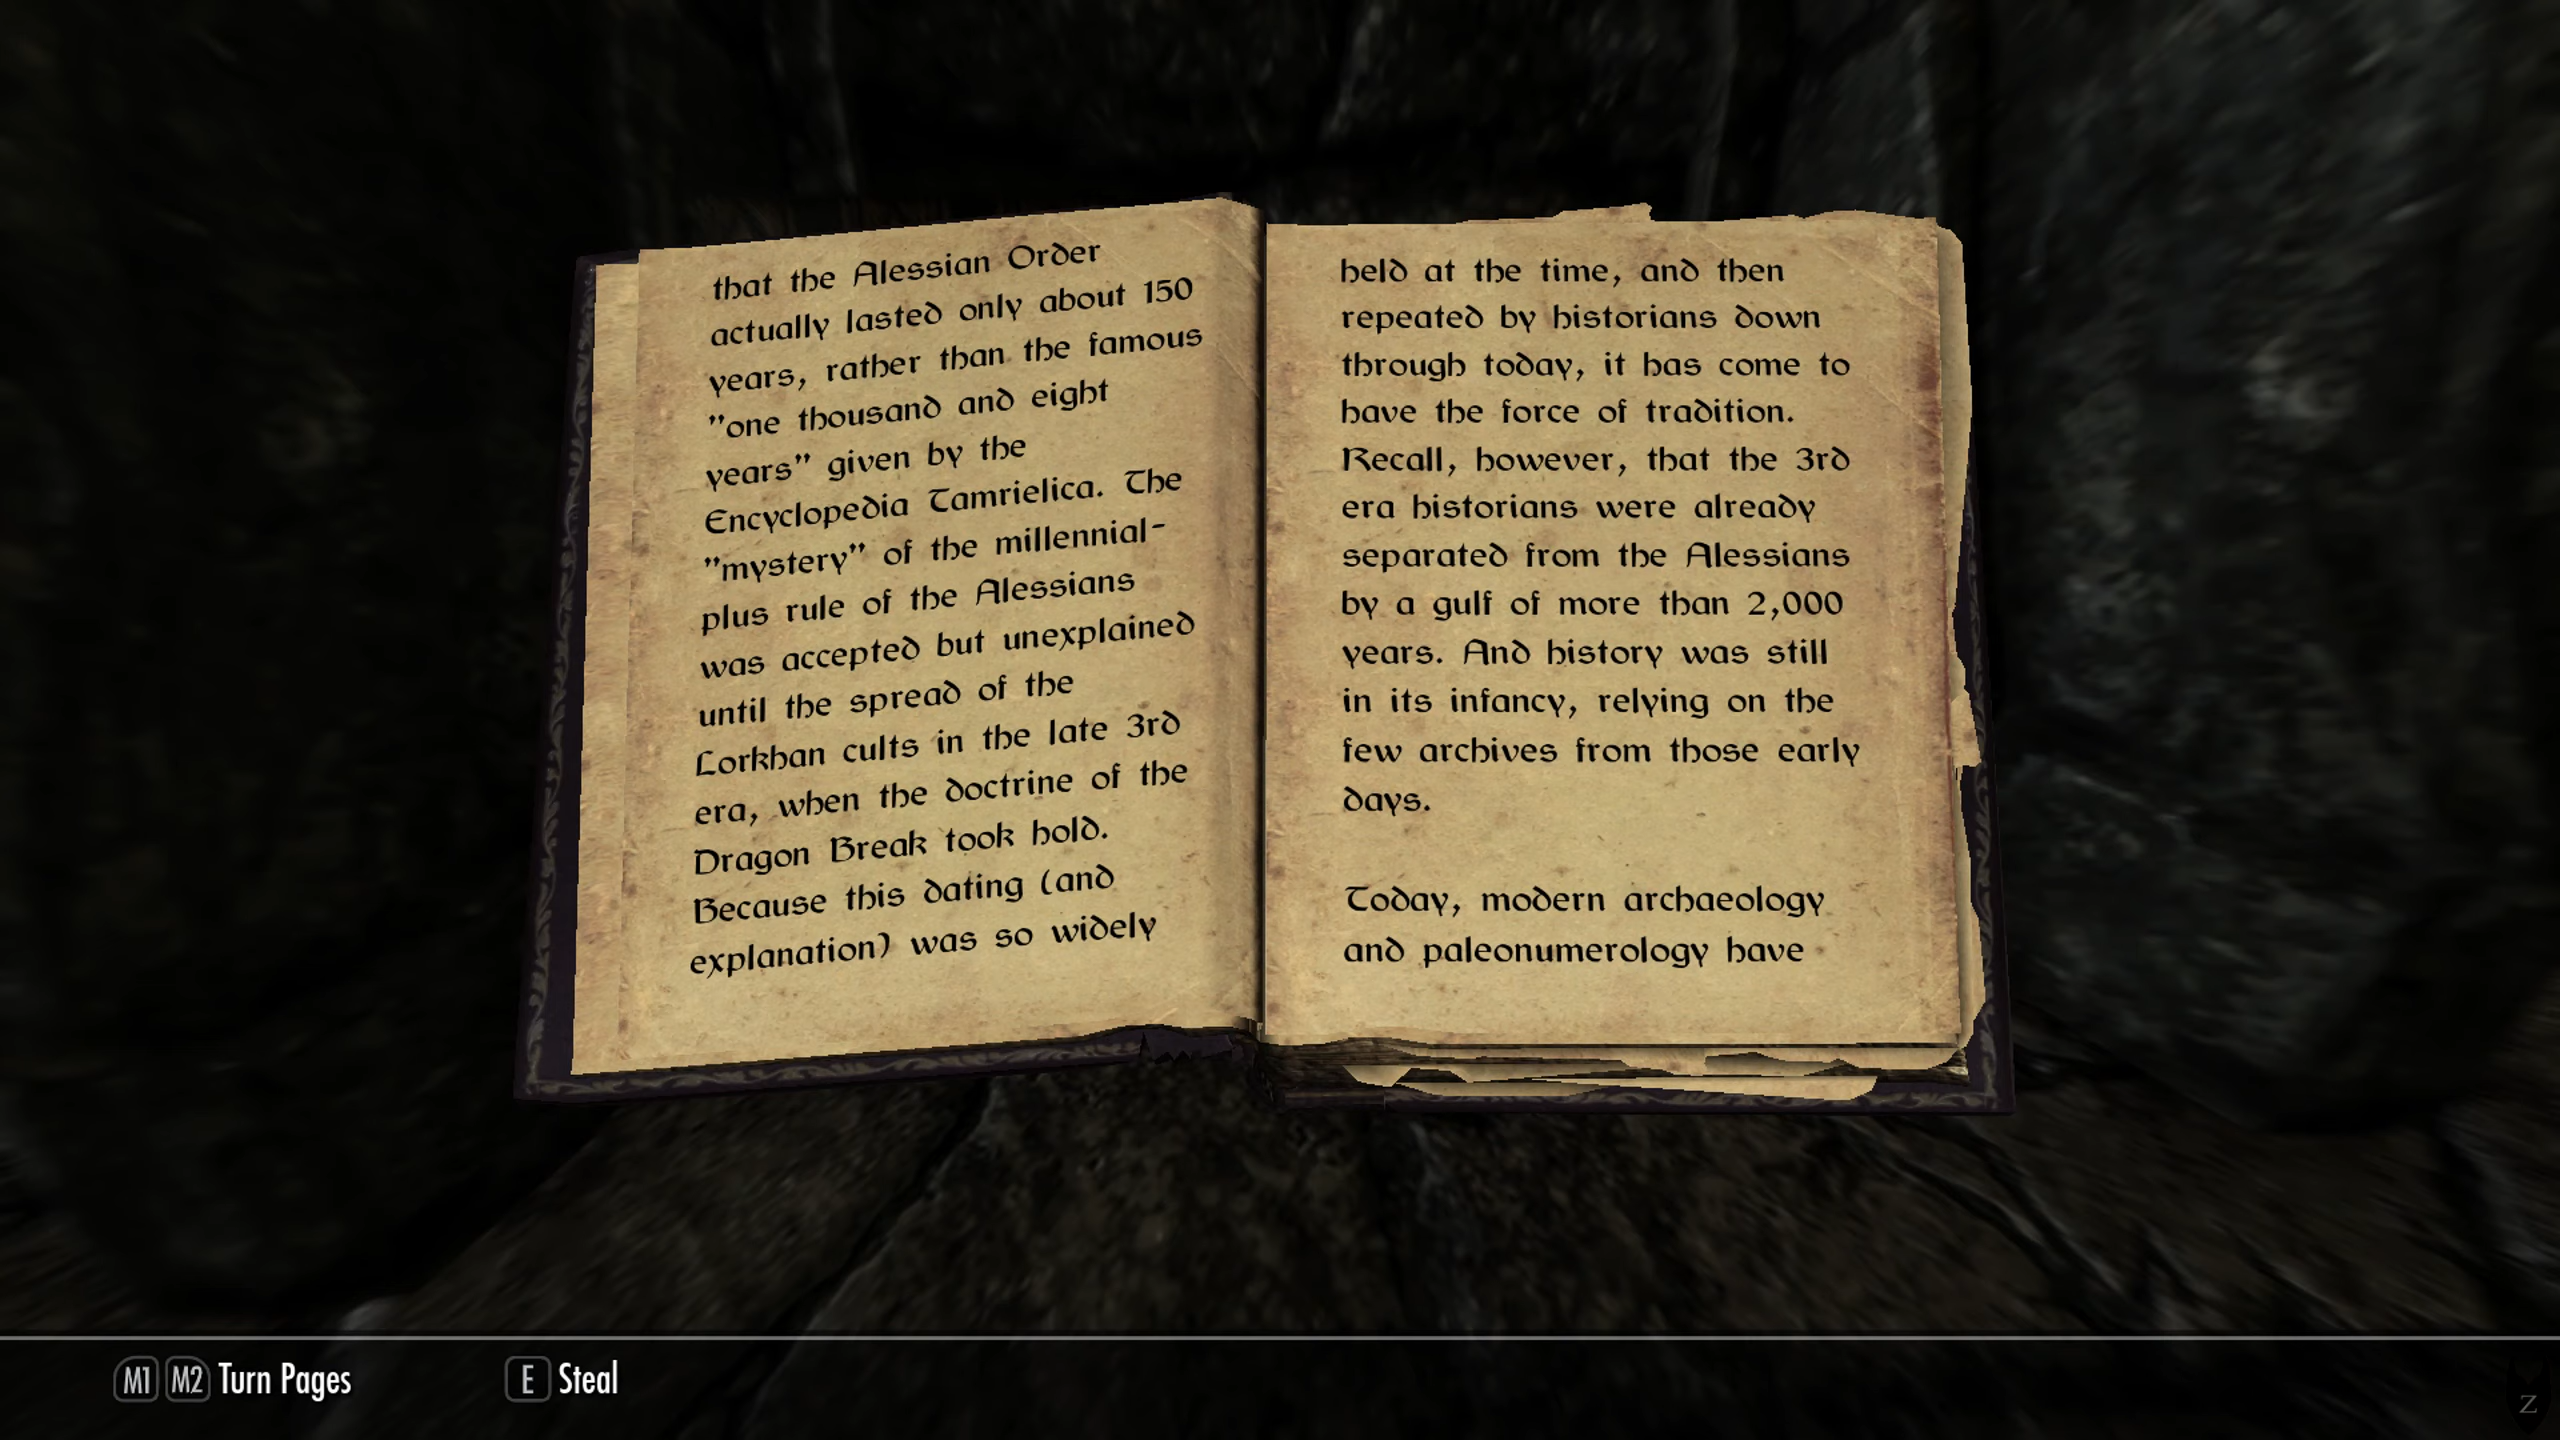 that the Alessian Order
actually lasted only about 150
years, rather than the famous
"one thousand and eight
years" given by the
Encyclopedia Tamrielica. The
"mystery" of the millennial-
plus rule of the Alessians
was accepted but unexplained
until the spread of the
Lorkhan cults in the late 3rd
era, when the doctrine of the
Dragon Break took hold.
Because this dating (and
explanation) was so widely
held at the time, and then
repeated by historians down
through today, it has come to
have the force of tradition.
Recall, however, that the 3rd
era historians were already
separated from the Alessians
by a gulf of more than 2,000
years. And history was still
in its infancy, relying on the
few archives from those early
days.
Today, modern archaeology
and paleonumerology have
M1 M2 Turn Pages
E Steal
Z